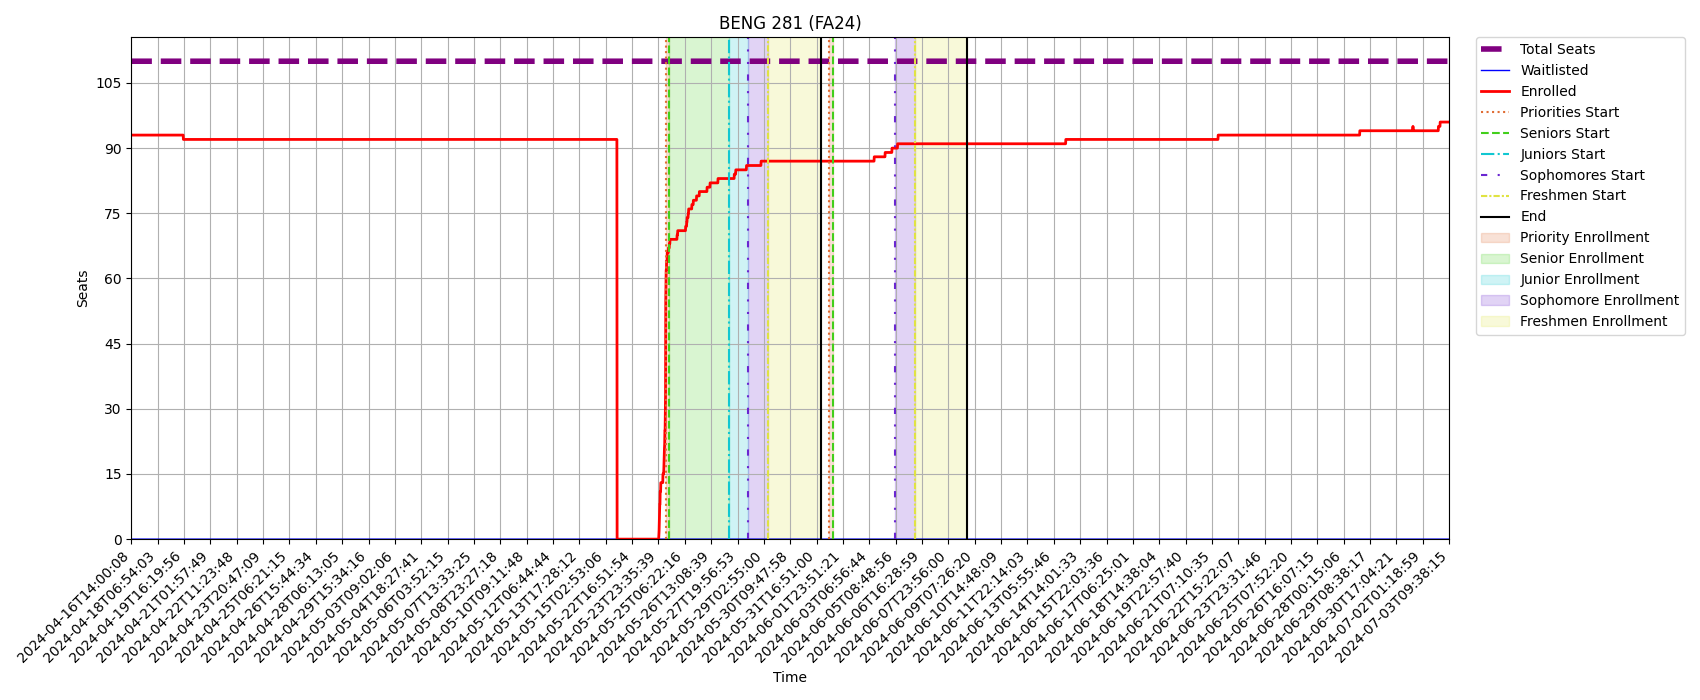 BENG 281 (FA24)
Total Seats
Waitlisted
Enrolled
Priorities Start
Seniors Start
Juniors Start
Sophomores Start
Freshmen Start
End
Priority Enrollment
Senior Enrollment
Junior Enrollment
Sophomore Enrollment
Freshmen Enrollment
Seats
105
90
75
60
45
30
15
0
2024-04-16T14:00:08
2024-04-18T06:54:03
2024-04-19T16:19:56
2024-04-21T01:57:49
2024-04-22T11:23:48
2024-04-23T20:47:09
2024-04-25T06:21:15
2024-04-26T15:44:34
2024-04-28T06:13:05
2024-04-29T15:34:16
2024-05-03T09:02:06
2024-05-04T18:27:41
2024-05-06T03:52:15
2024-05-07T13:33:25
2024-05-08T23:27:18
2024-05-10T09:11:48
2024-05-12T06:44:44
2024-05-13T17:28:12
2024-05-15T02:53:06
2024-05-22T16:51:54
2024-05-23T23:35:39
2024-05-25T06:22:16
2024-05-26T13:08:39
2024-05-27T19:56:53
2024-05-29T02:55:00
2024-05-30T09:47:58
2024-05-31T16:51:00
2024-06-01T23:51:21
2024-06-03T06:56:44
2024-06-05T08:48:56
2024-06-06T16:28:59
2024-06-07T23:56:00
2024-06-09T07:26:20
2024-06-10T14:48:09
2024-06-11T22:14:03
2024-06-13T05:55:46
2024-06-14T14:01:33
2024-06-15T22:03:36
2024-06-17T06:25:01
2024-06-18T14:38:04
2024-06-19T22:57:40
2024-06-21T07:10:35
2024-06-22T15:22:07
2024-06-23T23:31:46
2024-06-25T07:52:20
2024-06-26T16:07:15
2024-06-28T00:15:06
2024-06-29T08:38:17
2024-06-30T17:04:21
2024-07-02T01:18:59
2024-07-03T09:38:15
Time